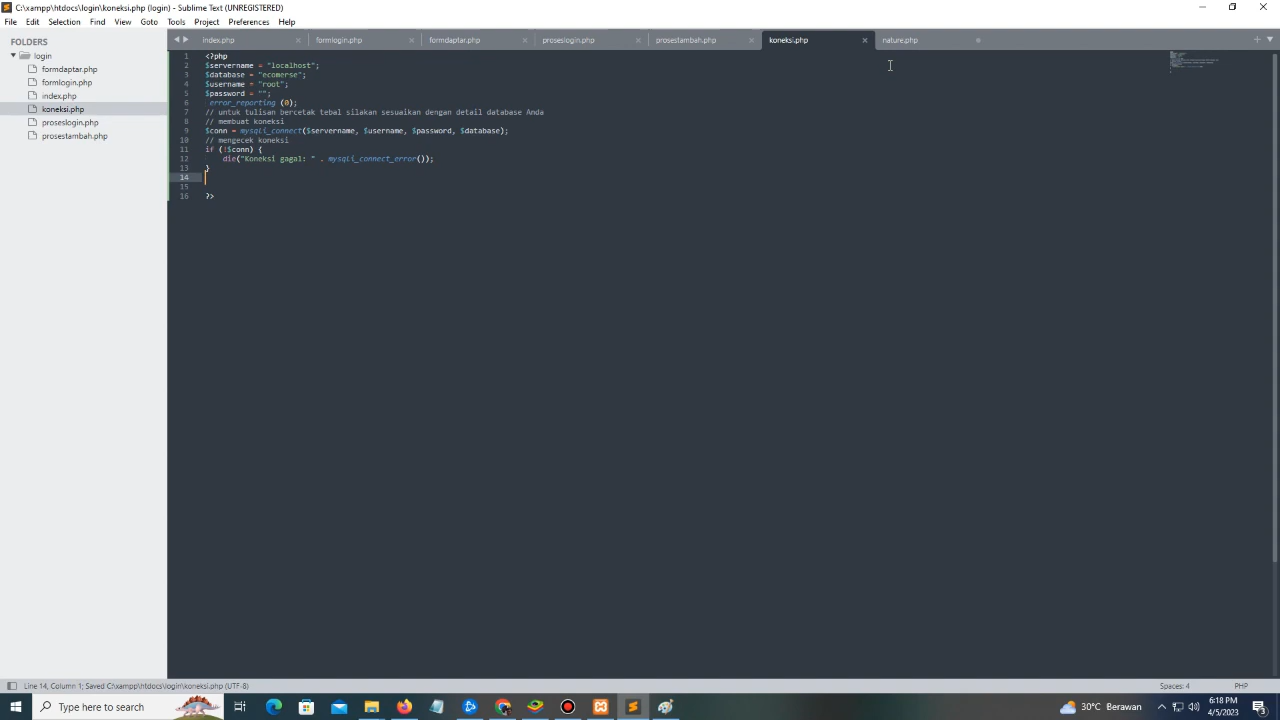 C:\xampp\htdocs\login\koneksi.php (login) - Sublime Text (UNREGISTERED)
File Edit Selection Find View Goto Tools Project Preferences Help
FOLDERS
login
formdaftar.php
formlogin.php
index.php
koneksi.php
proseslogin.php
prosestambah.php
index.php formlogin.php formdaftar.php proseslogin.php prosestambah.php koneksi.php nature.php
1 <?php
2 $servername = "localhost";
3 $database = "ecomerse";
4 $username = "root";
5 $password = "";
6 error_reporting (0);
7 // untuk tulisan bercetak tebal silakan sesuaikan dengan detail database Anda
8 // membuat koneksi
9 $conn = mysqli_connect($servername, $username, $password, $database);
10 // mengecek koneksi
11 if (!$conn) {
12 die("Koneksi gagal: " . mysqli_connect_error());
13 }
14
15
16 ?>
Line 14, Column 1; Saved C:\xampp\htdocs\login\koneksi.php (UTF-8)
Spaces: 4
PHP
Type here to search
30°C Berawan
6:18 PM
4/5/2023